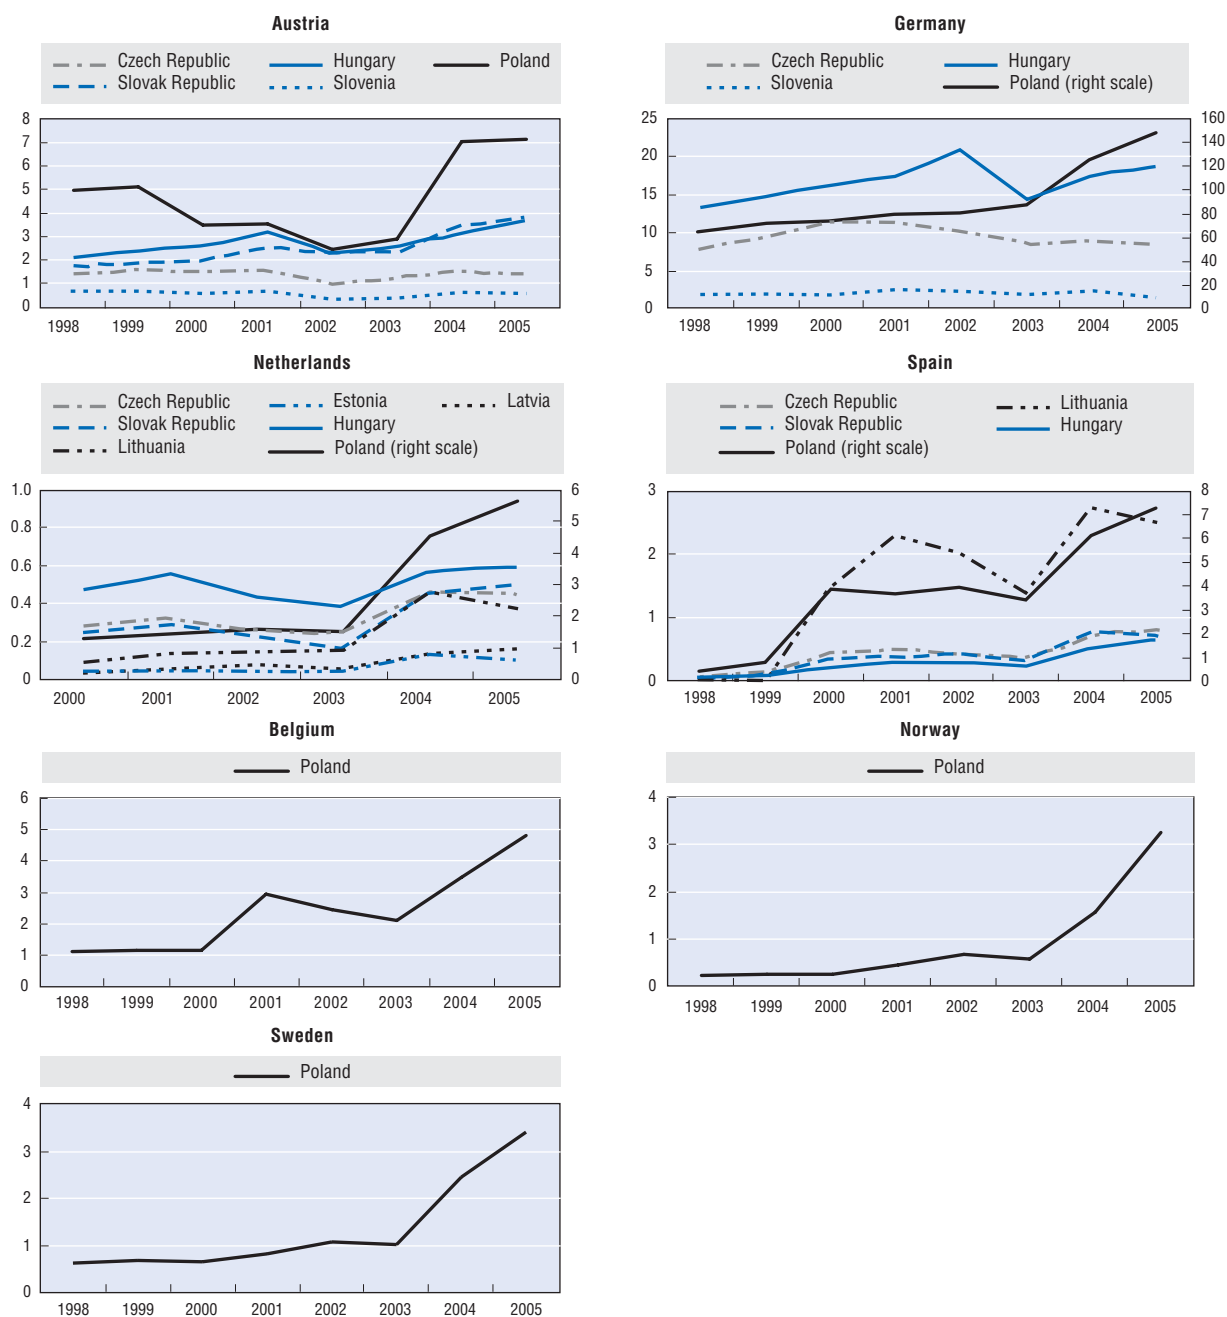 Austria
Czech Republic Hungary Poland
Slovak Republic Slovenia
8
7
6
5
4
3
2
1
0
1998 1999 2000 2001 2002 2003 2004 2005
Germany
Czech Republic Hungary
Slovenia Poland (right scale)
25 160
140
20 120
15 100
80
10 60
5 40
20
0 0
1998 1999 2000 2001 2002 2003 2004 2005
Netherlands
Czech Republic Estonia Latvia
Slovak Republic Hungary
Lithuania Poland (right scale)
1.0 6
0.8 5
4
0.6 3
0.4 2
0.2 1
0 0
2000 2001 2002 2003 2004 2005
Spain
Czech Republic Lithuania
Slovak Republic Hungary
Poland (right scale)
3 8
7
6
2 5
4
3
1 2
1
0 0
1998 1999 2000 2001 2002 2003 2004 2005
Belgium
Poland
6
5
4
3
2
1
0
1998 1999 2000 2001 2002 2003 2004 2005
Norway
Poland
4
3
2
1
0
1998 1999 2000 2001 2002 2003 2004 2005
Sweden
Poland
4
3
2
1
0
1998 1999 2000 2001 2002 2003 2004 2005